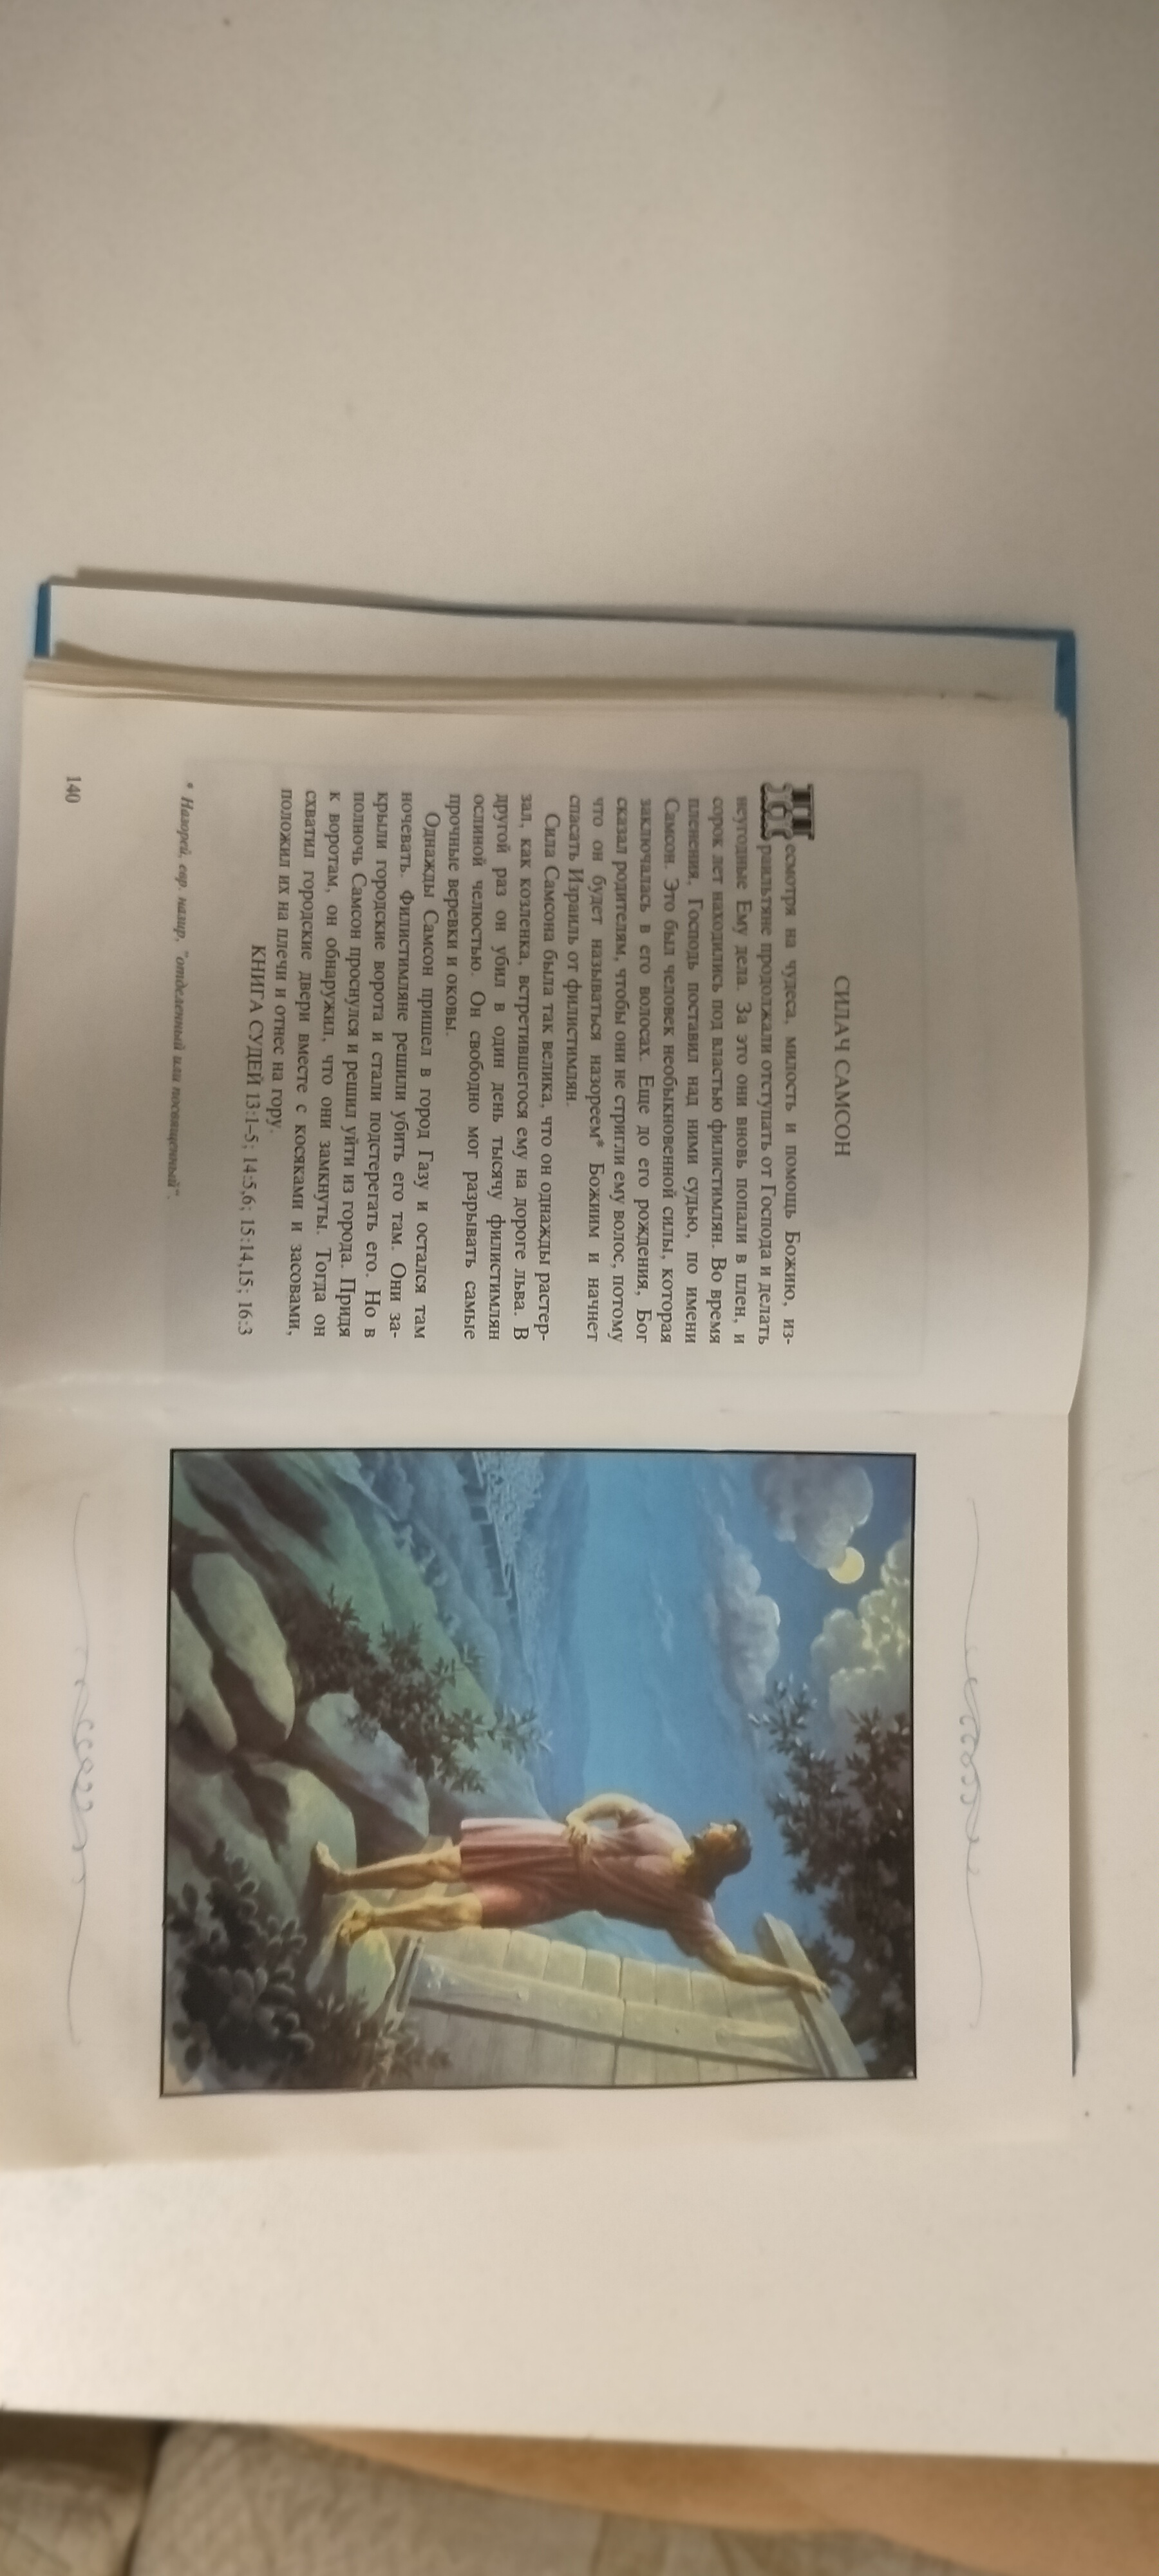 СИЛАЧ САМСОН
Несмотря на чудеса, милость и помощь Божию, из-
раильтяне продолжали отступать от Господа и делать
неугодные Ему дела. За это они вновь попали в плен, и
сорок лет находились под властью филистимлян. Во время
пленения, Господь поставил над ними судью, по имени
Самсон. Это был человек необыкновенной силы, которая
заключалась в его волосах. Еще до его рождения, Бог
сказал родителям, чтобы они не стригли ему волос, потому
что он будет называться назореем* Божиим и начнет
спасать Израиль от филистимлян.
Сила Самсона была так велика, что он однажды растер-
зал, как козленка, встретившегося ему на дороге льва. В
другой раз он убил в один день тысячу филистимлян
ослиной челюстью. Он свободно мог разрывать самые
прочные веревки и оковы.
Однажды Самсон пришел в город Газу и остался там
ночевать. Филистимляне решили убить его там. Они за-
крыли городские ворота и стали подстерегать его. Но в
полночь Самсон проснулся и решил уйти из города. Придя
к воротам, он обнаружил, что они замкнуты. Тогда он
схватил городские двери вместе с косяками и засовами,
положил их на плечи и отнес на гору.
КНИГА СУДЕЙ 13:1-5; 14:5,6; 15:14,15; 16:3
* Назорей, евр. назир, "отделенный или посвященный".
140